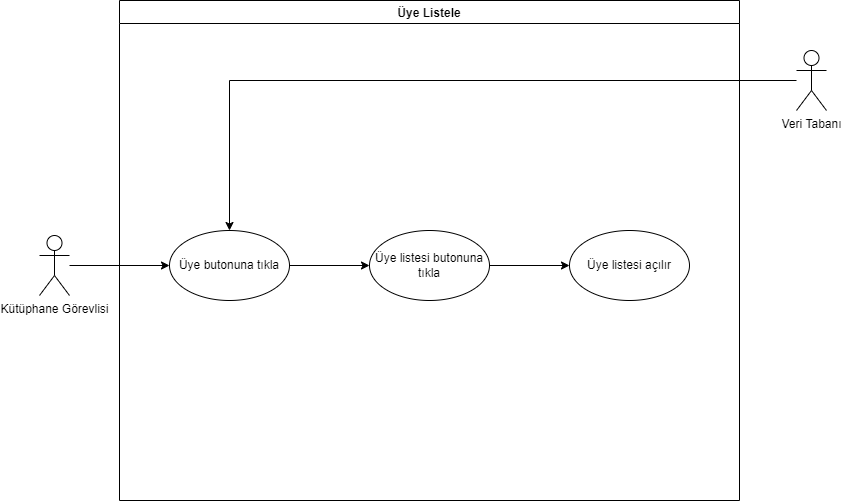 Üye Listele
Veri Tabanı
Kütüphane Görevlisi
Üye butonuna tıkla
Üye listesi butonuna
tıkla
Üye listesi açılır